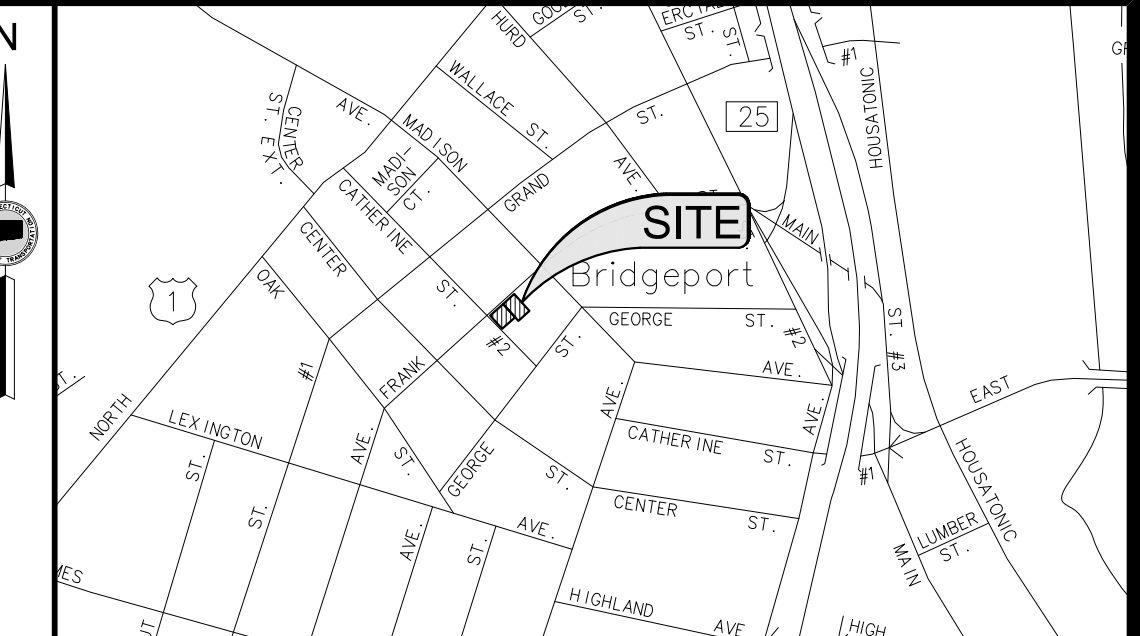 N
HURD
ST.
ST.
ST.
#1
HOUSATONIC
WALLACE
ST.
AVE.
MADISON
CENTER
ST. EXT.
MADI-
SON
CT.
ST.
25
AVE.
GRAND
CATHERINE
ST.
SITE
MAIN
CENTER
OAK
Bridgeport
1
ST.
#2
GEORGE
ST.
#2
ST. #3
ST.
#1
FRANK
AVE.
EAST
NORTH
AVE.
AVE.
LEXINGTON
AVE.
CATHERINE
ST.
ST.
ST.
GEORGE
ST.
#1
HOUSATONIC
CENTER
ST.
ST.
AVE.
ST.
AVE.
LUMBER
ST.
MAIN
HIGHLAND
AVE
HIGH